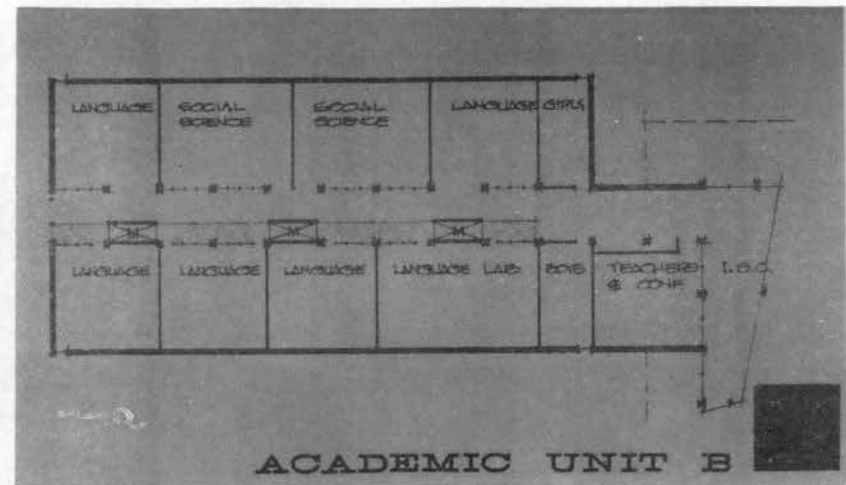 LANGUAGE
SOCIAL
SCIENCE
SOCIAL
SCIENCE
LANGUAGE
GIRLS
M
M
M
LANGUAGE
LANGUAGE
LANGUAGE
LANGUAGE LAB.
BOYS
TEACHERS
& CONF.
ACADEMIC UNIT B